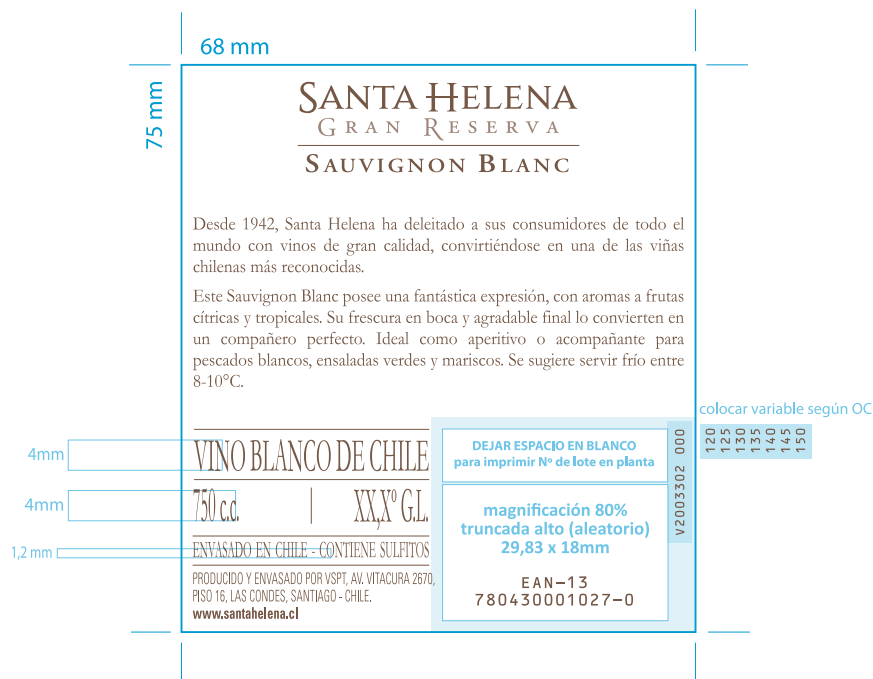 68 mm
75 mm
SANTA HELENA
GRAN RESERVA
SAUVIGNON BLANC
Desde 1942, Santa Helena ha deleitado a sus consumidores de todo el
mundo con vinos de gran calidad, convirtiéndose en una de las viñas
chilenas más reconocidas.
Este Sauvignon Blanc posee una fantástica expresión, con aromas a frutas
cítricas y tropicales. Su frescura en boca y agradable final lo convierten en
un compañero perfecto. Ideal como aperitivo o acompañante para
pescados blancos, ensaladas verdes y mariscos. Se sugiere servir frío entre
8-10°C.
4mm
VINO BLANCO DE CHILE
4mm
750 c.c. | XX,Xº G.L.
1,2 mm
ENVASADO EN CHILE - CONTIENE SULFITOS
PRODUCIDO Y ENVASADO POR VSPT, AV. VITACURA 2670,
PISO 16, LAS CONDES, SANTIAGO - CHILE.
www.santahelena.cl
DEJAR ESPACIO EN BLANCO
para imprimir Nº de lote en planta
magnificación 80%
truncada alto (aleatorio)
29,83 x 18mm
EAN-13
780430001027-0
V2003302 000
colocar variable según OC
120
125
130
135
140
145
150